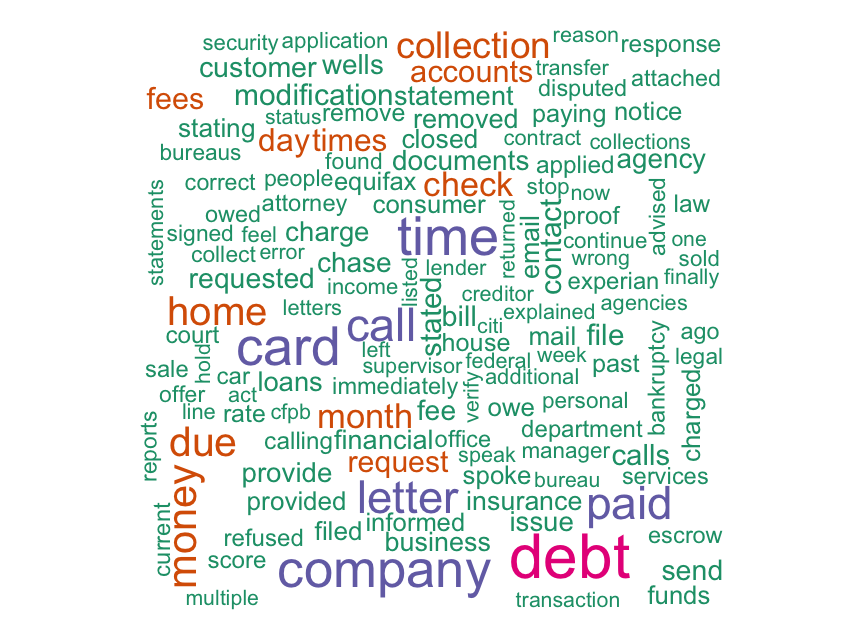 security application collection reason response
customer wells accounts transfer
fees modification statement disputed attached
status remove removed paying notice
stating day times closed contract collections
bureaus found documents applied agency
correct people equifax check stop now
statements owed attorney consumer returned email contact proof advised law
signed feel charge time continue one
collect error chase lender wrong sold
requested income listed stated creditor experian finally
home letters call bill citi explained agencies
court card house mail file ago
hold left supervisor federal week past bankruptcy legal
sale car loans immediately verify additional
offer act personal charged
line rate cfpb month fee owe
reports due calling financial office department
money provide request speak manager calls
spoke bureau services
current provided letter insurance paid
refused filed informed issue escrow
score business debt
company send
multiple transaction funds